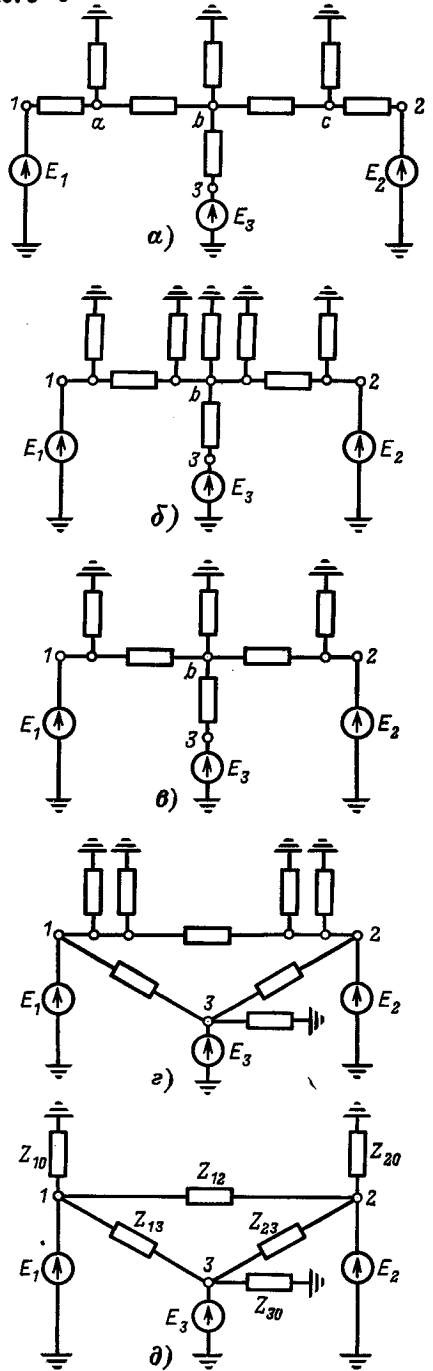 1
a
b
c
2
E₁
3
E₃
E₂
а)
1
b
2
E₁
3
E₃
E₂
б)
1
b
2
E₁
3
E₃
E₂
в)
1
2
E₁
3
E₃
E₂
г)
Z₁₀
Z₂₀
1
Z₁₂
2
Z₁₃
Z₂₃
3
E₁
E₃
Z₃₀
E₂
д)